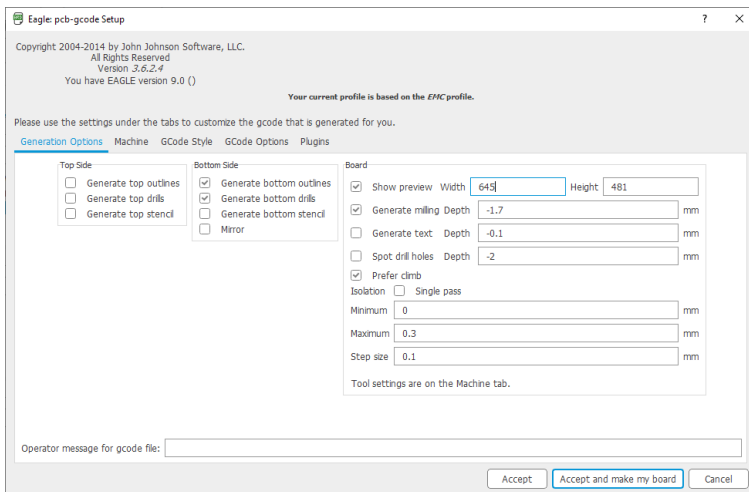 Eagle: pcb-gcode Setup
? ×
Copyright 2004-2014 by John Johnson Software, LLC.
All Rights Reserved
Version 3.6.2.4
You have EAGLE version 9.0 ()
Your current profile is based on the EMC profile.
Please use the settings under the tabs to customize the gcode that is generated for you.
Generation Options Machine GCode Style GCode Options Plugins
Top Side
Generate top outlines
Generate top drills
Generate top stencil
Bottom Side
Generate bottom outlines
Generate bottom drills
Generate bottom stencil
Mirror
Board
Show preview Width 645 Height 481
Generate milling Depth -1.7 mm
Generate text Depth -0.1 mm
Spot drill holes Depth -2 mm
Prefer climb
Isolation Single pass
Minimum 0 mm
Maximum 0.3 mm
Step size 0.1 mm
Tool settings are on the Machine tab.
Operator message for gcode file:
Accept Accept and make my board Cancel